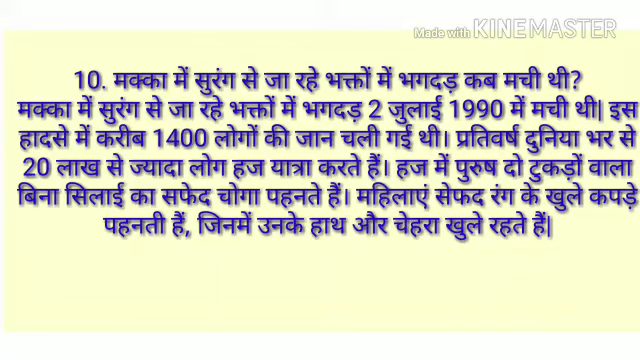 Made with KINEMASTER
10. मक्का में सुरंग से जा रहे भक्तों में भगदड़ कब मची थी?
मक्का में सुरंग से जा रहे भक्तों में भगदड़ 2 जुलाई 1990 में मची थी| इस
हादसे में करीब 1400 लोगों की जान चली गई थी। प्रतिवर्ष दुनिया भर से
20 लाख से ज्यादा लोग हज यात्रा करते हैं। हज में पुरुष दो टुकड़ों वाला
बिना सिलाई का सफेद चोगा पहनते हैं। महिलाएं सेफद रंग के खुले कपड़े
पहनती हैं, जिनमें उनके हाथ और चेहरा खुले रहते हैं|